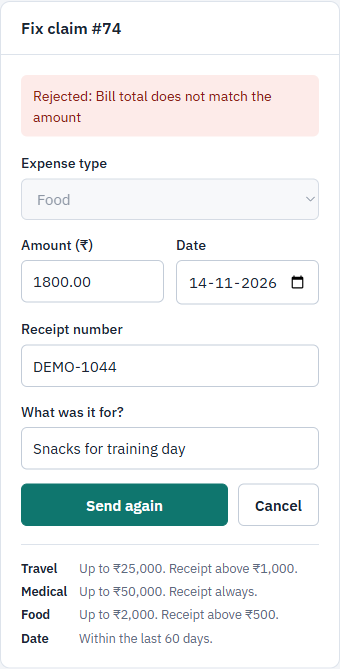 Fix claim #74
Rejected: Bill total does not match the
amount
Expense type
Food
Amount (₹) Date
1800.00 14-11-2026
Receipt number
DEMO-1044
What was it for?
Snacks for training day
Send again Cancel
Travel Up to ₹25,000. Receipt above ₹1,000.
Medical Up to ₹50,000. Receipt always.
Food Up to ₹2,000. Receipt above ₹500.
Date Within the last 60 days.